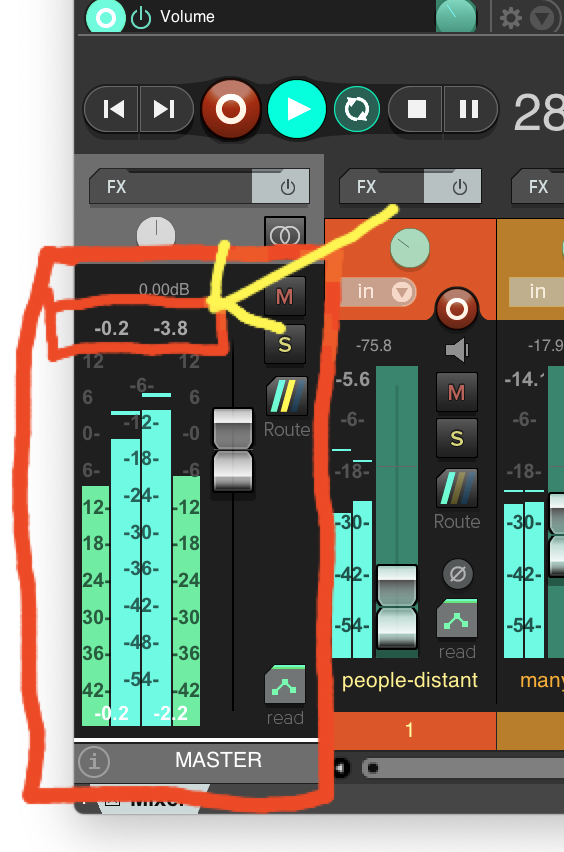 Volume
28
FX
FX
FX
0.00dB
M
in
in
-0.2 -3.8
S
-75.8
-17.9
12 12
-5.6
-14.
6 -6- 6
M
Route
0- -12- -0
-6-
-6-
S
6- -18- -6
-18-
-18-
12- -24- -12
Route
18- -30- -18
-30-
-30-
24- -36- -24
-42-
-42-
30- -42- -30
-54-
-54-
36- -48- -36
read
42- -54- -42
people-distant
many
-0.2 -2.2
read
1
i
MASTER
Mixer